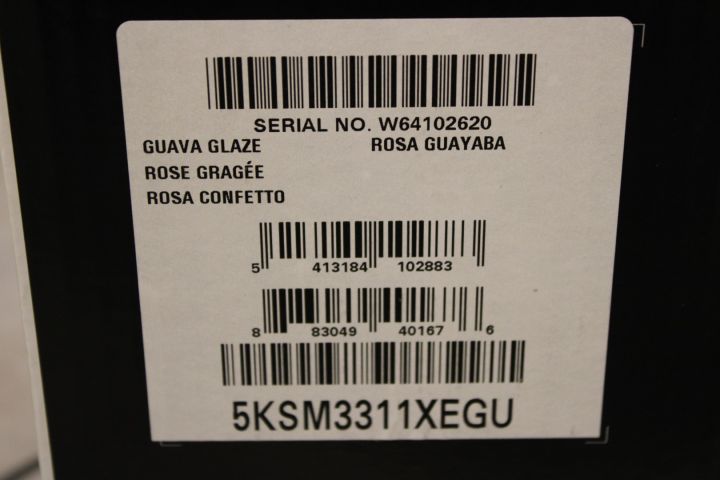 SERIAL NO. W64102620
GUAVA GLAZE ROSA GUAYABA
ROSE GRAGÉE
ROSA CONFETTO
5 413184 102883
8 83049 40167 6
5KSM3311XEGU